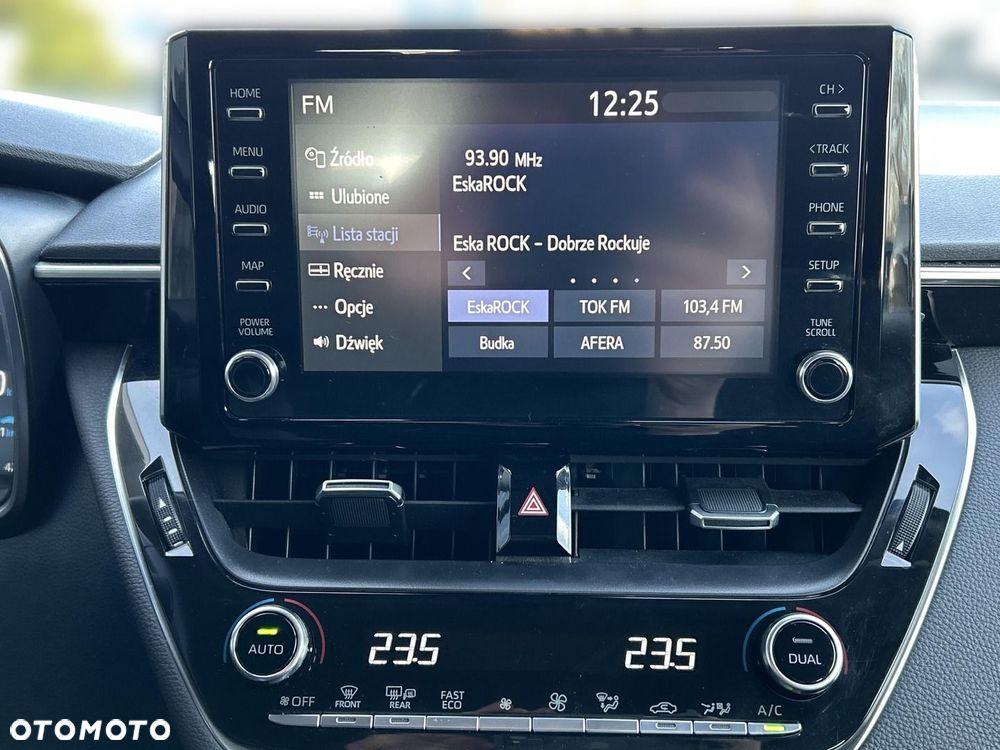 HOME
MENU
AUDIO
MAP
POWER
VOLUME
FM
12:25
Źródło
Ulubione
Lista stacji
Ręcznie
Opcje
Dźwięk
93.90 MHz
EskaROCK
Eska ROCK - Dobrze Rockuje
< >
EskaROCK TOK FM 103,4 FM
Budka AFERA 87.50
CH >
<TRACK
PHONE
SETUP
TUNE
SCROLL
AUTO
23.5
23.5
DUAL
OFF
FRONT
REAR
FAST
ECO
A/C
OTOMOTO